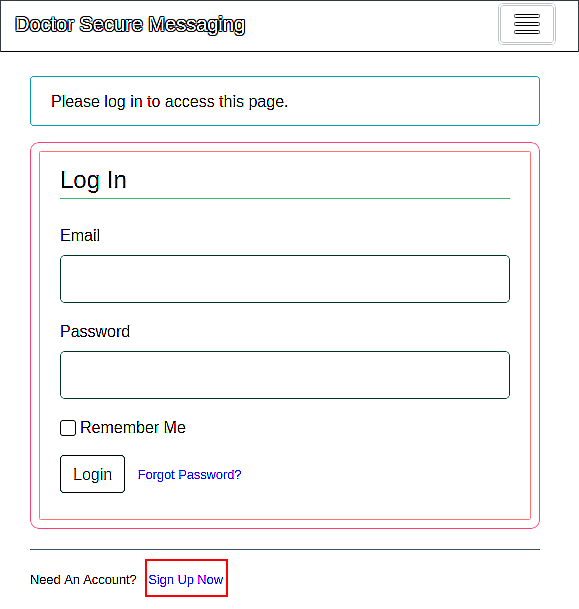 Doctor Secure Messaging
Please log in to access this page.
Log In
Email
Password
Remember Me
Login Forgot Password?
Need An Account? Sign Up Now